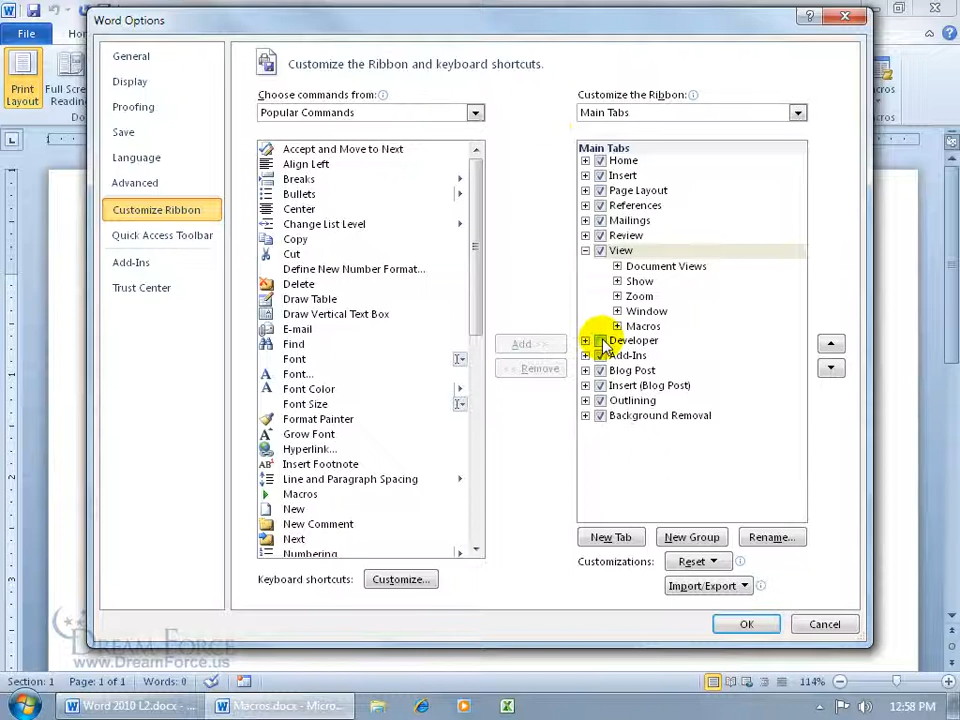 Word Options
File
Print
Layout
Full Scre
Reading
General
Display
Proofing
Save
Language
Advanced
Customize Ribbon
Quick Access Toolbar
Add-Ins
Trust Center
Customize the Ribbon and keyboard shortcuts.
Choose commands from:
Popular Commands
Accept and Move to Next
Align Left
Breaks
Bullets
Center
Change List Level
Copy
Cut
Define New Number Format...
Delete
Draw Table
Draw Vertical Text Box
E-mail
Find
Font
Font...
Font Color
Font Size
Format Painter
Grow Font
Hyperlink...
Insert Footnote
Line and Paragraph Spacing
Macros
New
New Comment
Next
Numbering
Keyboard shortcuts: Customize...
Add >>
<< Remove
Customize the Ribbon:
Main Tabs
Main Tabs
Home
Insert
Page Layout
References
Mailings
Review
View
Document Views
Show
Zoom
Window
Macros
Developer
Add-Ins
Blog Post
Insert (Blog Post)
Outlining
Background Removal
New Tab New Group Rename...
Customizations: Reset
Import/Export
OK Cancel
DREAM FORCE
www.DreamForce.us
Section: 1 Page: 1 of 1 Words: 0 114%
Word 2010 L2.docx - ... Macros.docx - Micro... 12:58 PM